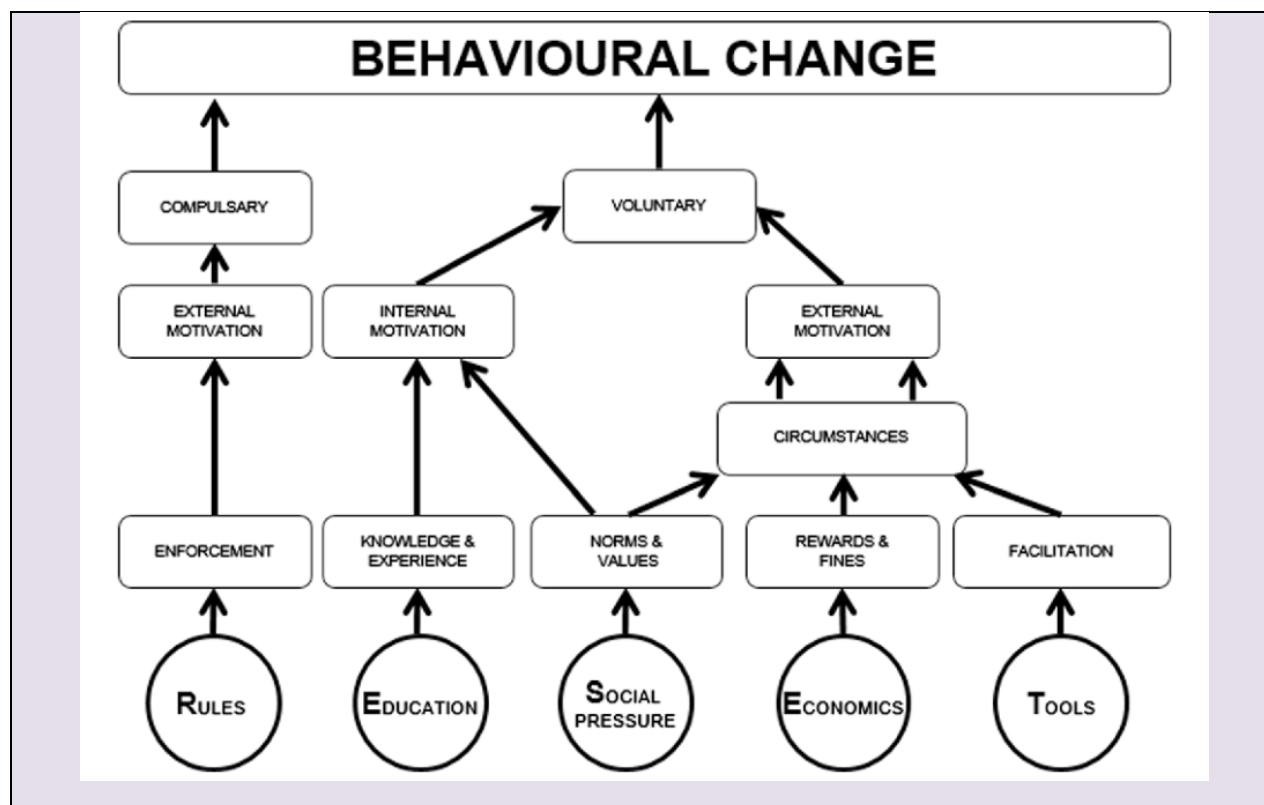 BEHAVIOURAL CHANGE
COMPULSARY
VOLUNTARY
EXTERNAL
MOTIVATION
INTERNAL
MOTIVATION
EXTERNAL
MOTIVATION
CIRCUMSTANCES
ENFORCEMENT
KNOWLEDGE &
EXPERIENCE
NORMS &
VALUES
REWARDS &
FINES
FACILITATION
RULES
EDUCATION
SOCIAL
PRESSURE
ECONOMICS
TOOLS